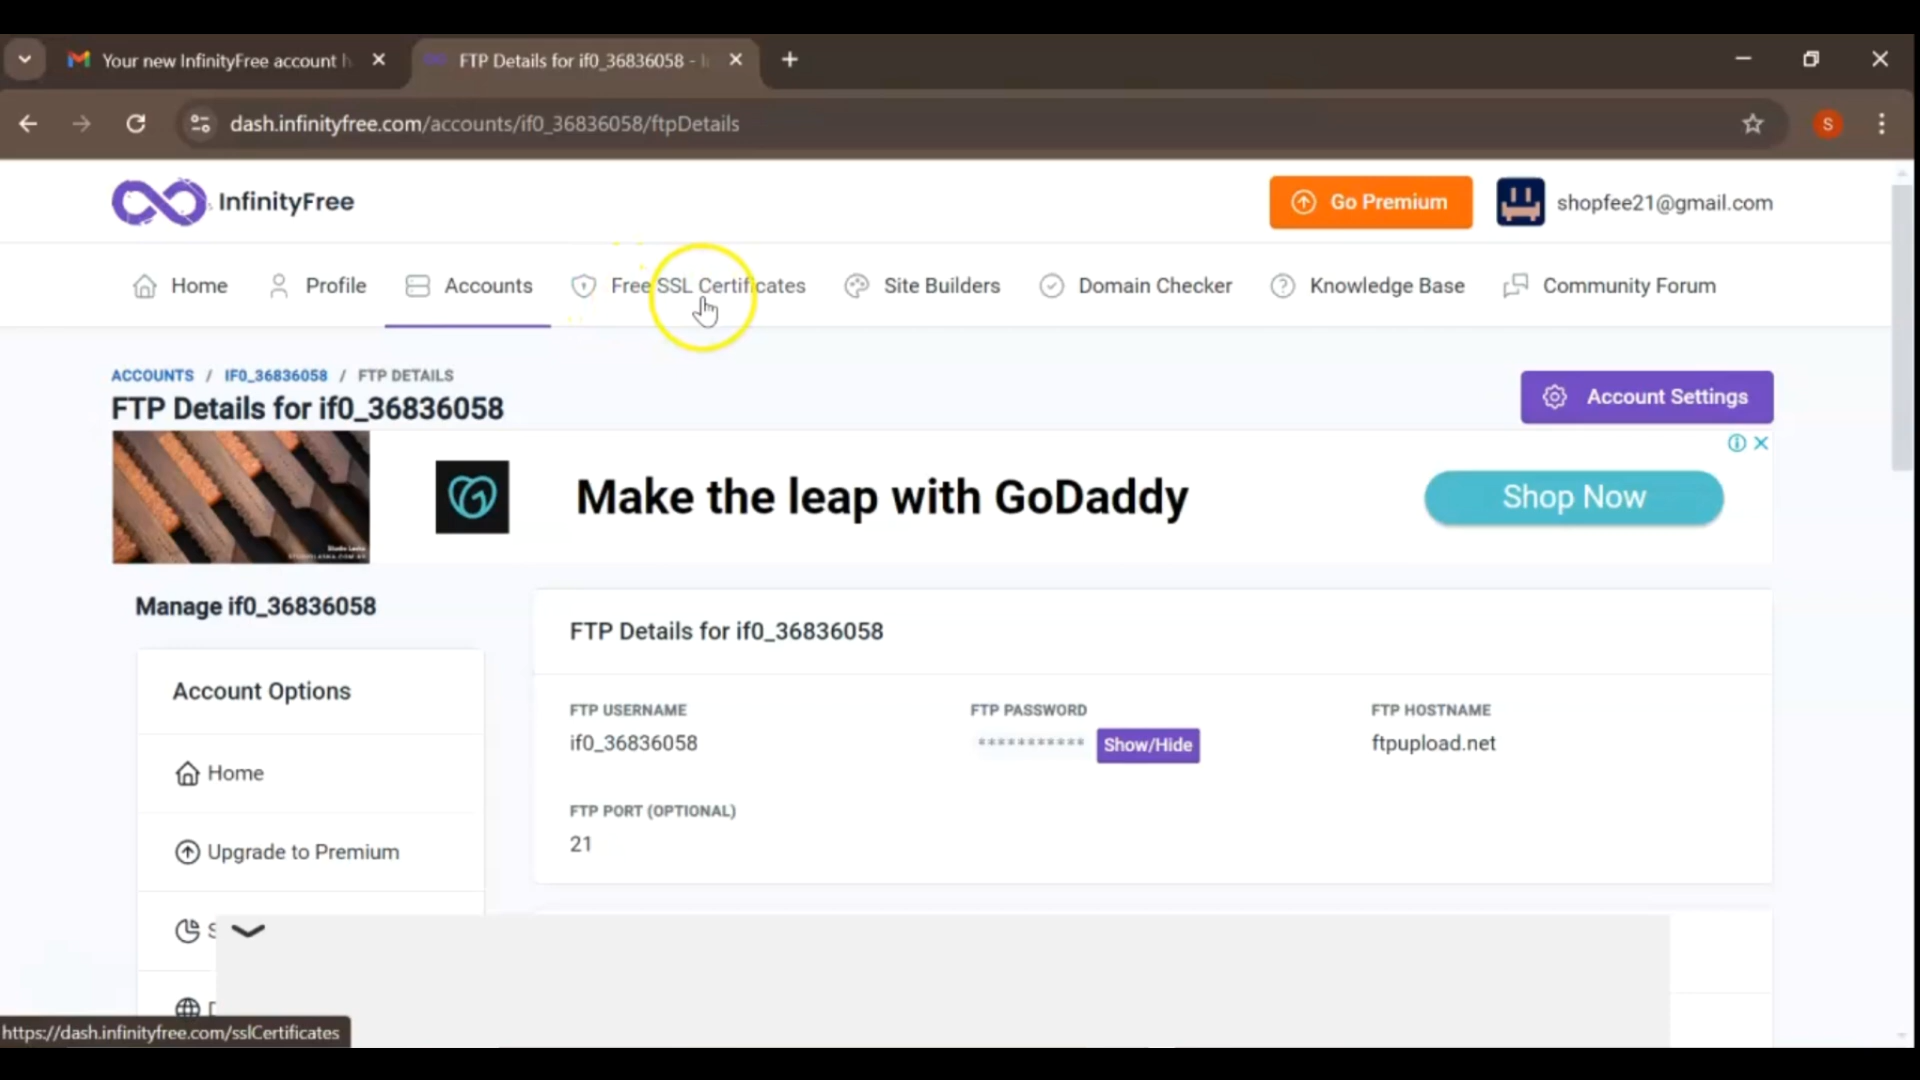 Your new InfinityFree account h
FTP Details for if0_36836058 - I
dash.infinityfree.com/accounts/if0_36836058/ftpDetails
S
InfinityFree
Go Premium
shopfee21@gmail.com
Home
Profile
Accounts
Free SSL Certificates
Site Builders
Domain Checker
Knowledge Base
Community Forum
ACCOUNTS / IF0_36836058 / FTP DETAILS
FTP Details for if0_36836058
Account Settings
Make the leap with GoDaddy
Shop Now
Manage if0_36836058
FTP Details for if0_36836058
Account Options
FTP USERNAME
FTP PASSWORD
FTP HOSTNAME
if0_36836058
***********
Show/Hide
ftpupload.net
Home
FTP PORT (OPTIONAL)
21
Upgrade to Premium
https://dash.infinityfree.com/sslCertificates